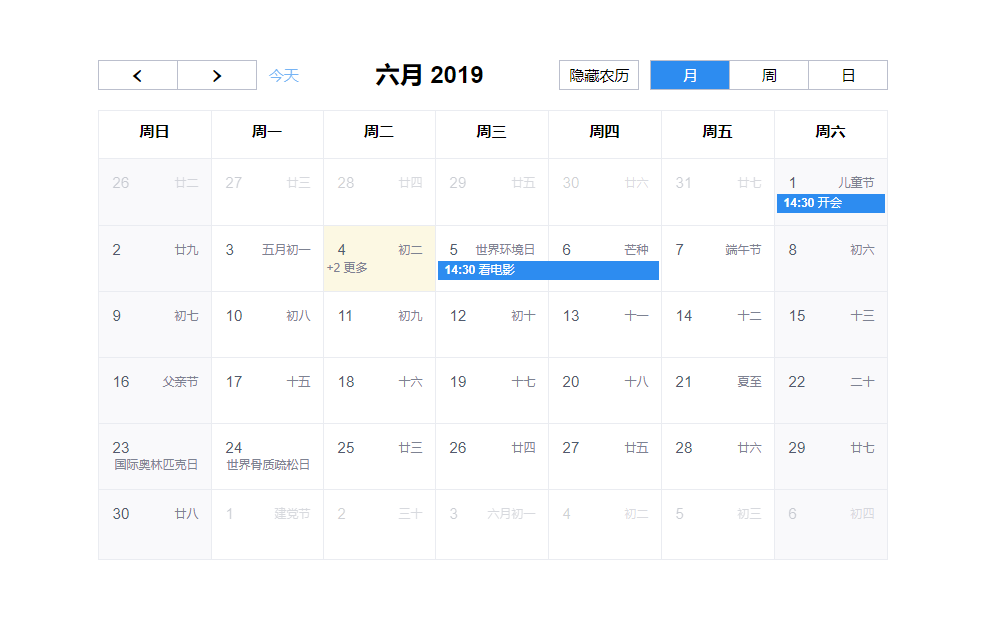 今天 六月 2019 隐藏农历 月 周 日
周日 周一 周二 周三 周四 周五 周六
26 廿二 27 廿三 28 廿四 29 廿五 30 廿六 31 廿七 1 儿童节
14:30 开会
2 廿九 3 五月初一 4 初二 5 世界环境日 6 芒种 7 端午节 8 初六
+2 更多 14:30 看电影
9 初七 10 初八 11 初九 12 初十 13 十一 14 十二 15 十三
16 父亲节 17 十五 18 十六 19 十七 20 十八 21 夏至 22 二十
23 24 25 廿三 26 廿四 27 廿五 28 廿六 29 廿七
国际奥林匹克日 世界骨质疏松日
30 廿八 1 建党节 2 三十 3 六月初一 4 初二 5 初三 6 初四